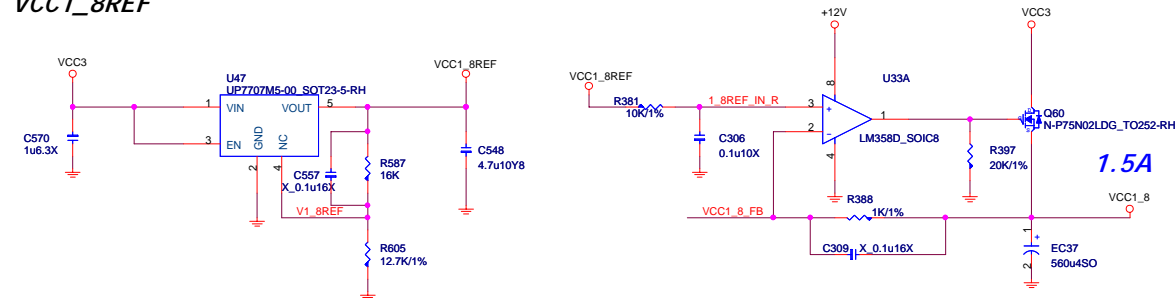 VCC1_8REF
VCC3
U47
UP7707M5-00_SOT23-5-RH
1
VIN
VOUT
5
3
EN
GND
NC
2
4
C570
1u6.3X
C557
X_0.1u16X
R587
16K
V1_8REF
R605
12.7K/1%
VCC1_8REF
C548
4.7u10Y8
VCC1_8REF
R381
10K/1%
1_8REF_IN_R
C306
0.1u10X
+12V
8
U33A
3
+
2
-
1
4
LM358D_SOIC8
VCC3
Q60
N-P75N02LDG_TO252-RH
R397
20K/1%
1.5A
VCC1_8_FB
R388
1K/1%
C309
X_0.1u16X
VCC1_8
1
+
2
EC37
560u4SO